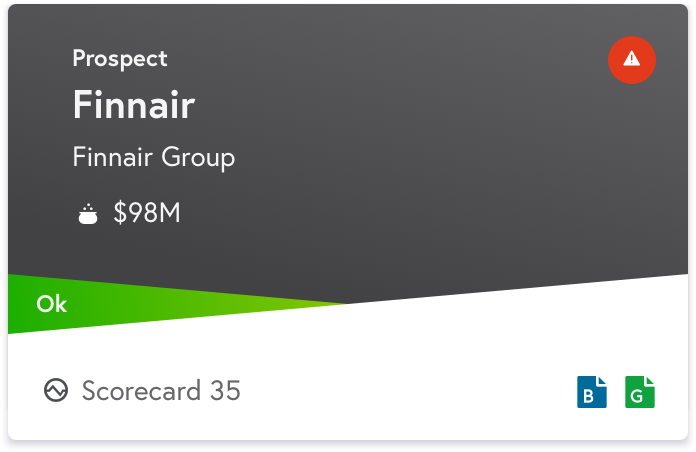 Prospect
Finnair
Finnair Group
$98M
Ok
Scorecard 35
B G